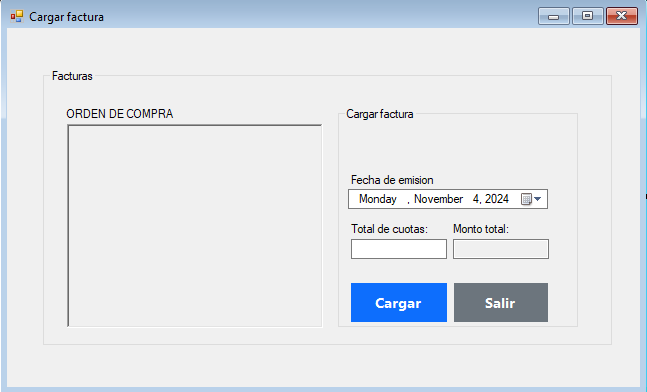 Cargar factura
Facturas
ORDEN DE COMPRA
Cargar factura
Fecha de emision
Monday , November 4, 2024
Total de cuotas: Monto total:
Cargar Salir